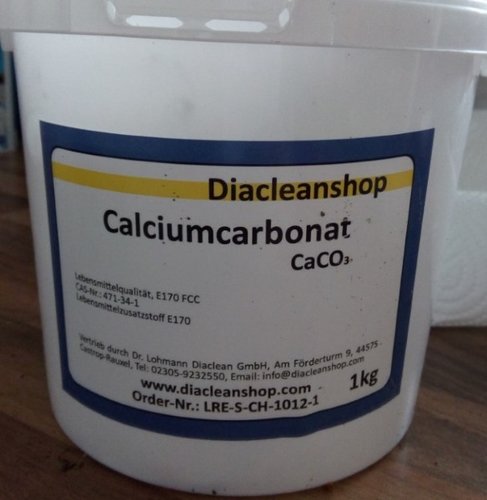 Diacleanshop
Calciumcarbonat
CaCO₃
Lebensmittelqualität, E170 FCC
CAS-Nr.: 471-34-1
Lebensmittelzusatzstoff E170
Vertrieb durch Dr. Lohmann Diaclean GmbH, Am Förderturm 9, 44575
Castrop-Rauxel, Tel: 02305-9232550, Email: info@diacleanshop.com
www.diacleanshop.com
Order-Nr.: LRE-S-CH-1012-1
1kg